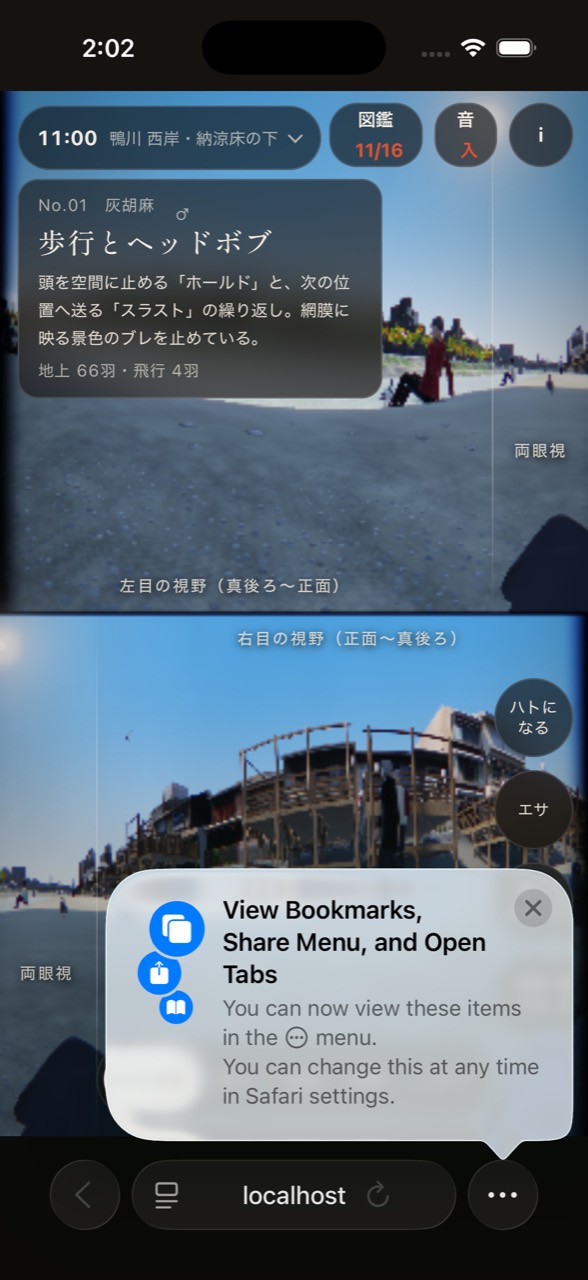 2:02
11:00 鴨川 西岸・納涼床の下
図鑑
11/16
音
入
i
No.01 灰胡麻 ♂
歩行とヘッドボブ
頭を空間に止める「ホールド」と、次の位
置へ送る「スラスト」の繰り返し。網膜に
映る景色のブレを止めている。
地上 66羽・飛行 4羽
両眼視
左目の視野（真後ろ〜正面）
右目の視野（正面〜真後ろ）
ハトに
なる
エサ
View Bookmarks,
Share Menu, and Open
Tabs
You can now view these items
in the menu.
You can change this at any time
in Safari settings.
両眼視
localhost